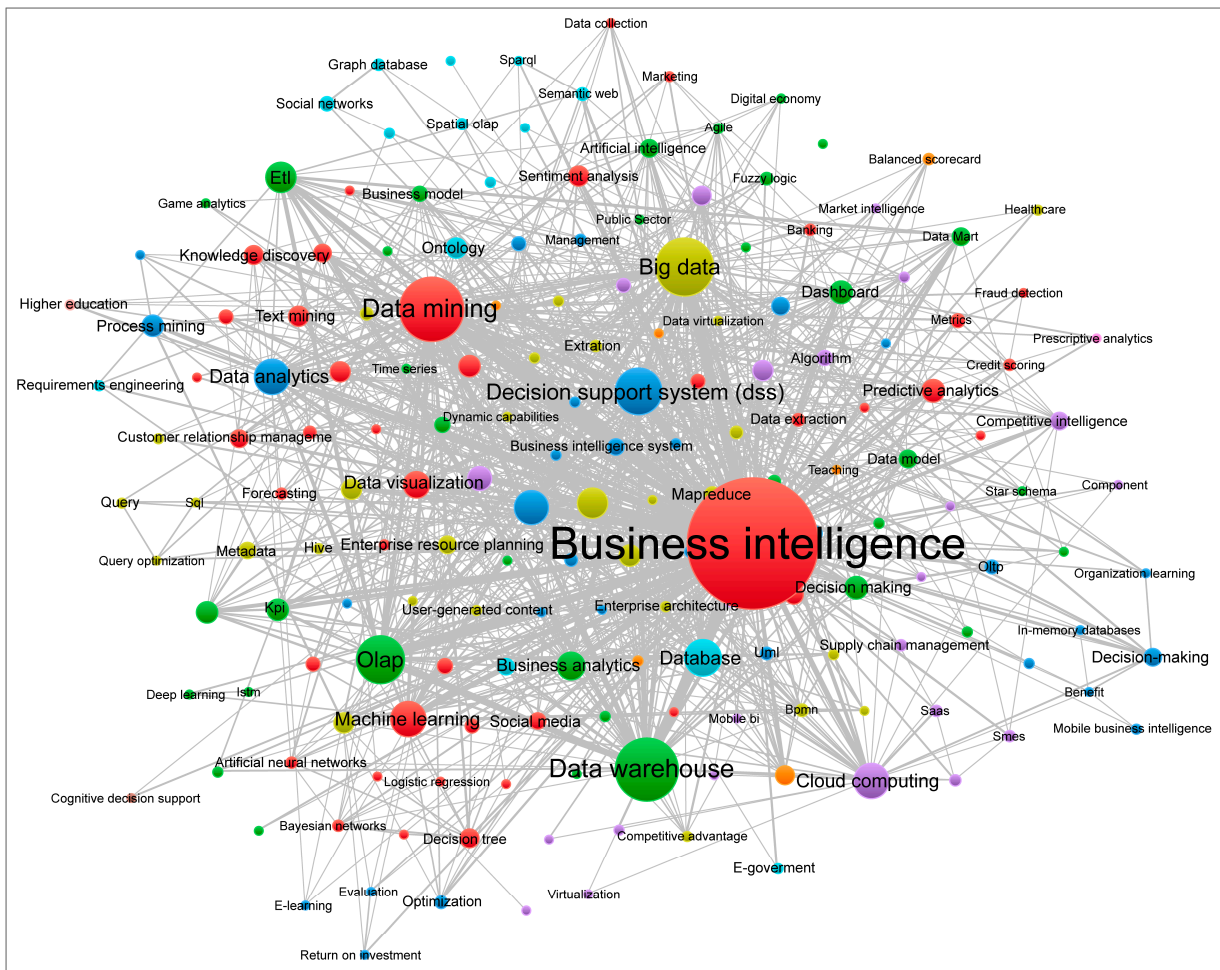 Data collection
Graph database
Sparql
Marketing
Semantic web
Digital economy
Social networks
Spatial olap
Agile
Artificial intelligence
Balanced scorecard
Etl
Sentiment analysis
Fuzzy logic
Business model
Game analytics
Market intelligence
Healthcare
Public Sector
Banking
Data Mart
Management
Ontology
Knowledge discovery
Big data
Dashboard
Fraud detection
Higher education
Data mining
Text mining
Process mining
Data virtualization
Metrics
Prescriptive analytics
Extration
Algorithm
Credit scoring
Time series
Data analytics
Requirements engineering
Decision support system (dss)
Predictive analytics
Dynamic capabilities
Data extraction
Competitive intelligence
Customer relationship manageme
Business intelligence system
Data model
Teaching
Data visualization
Component
Forecasting
Mapreduce
Star schema
Query
Sql
Business intelligence
Enterprise resource planning
Metadata
Hive
Query optimization
Oltp
Organization learning
Decision making
Kpi
User-generated content
Enterprise architecture
In-memory databases
Supply chain management
Olap
Business analytics
Database
Uml
Decision-making
Deep learning
lstm
Benefit
Machine learning
Social media
Mobile bi
Bpmn
Saas
Mobile business intelligence
Smes
Artificial neural networks
Data warehouse
Logistic regression
Cloud computing
Cognitive decision support
Bayesian networks
Decision tree
Competitive advantage
E-goverment
Evaluation
Virtualization
E-learning
Optimization
Return on investment